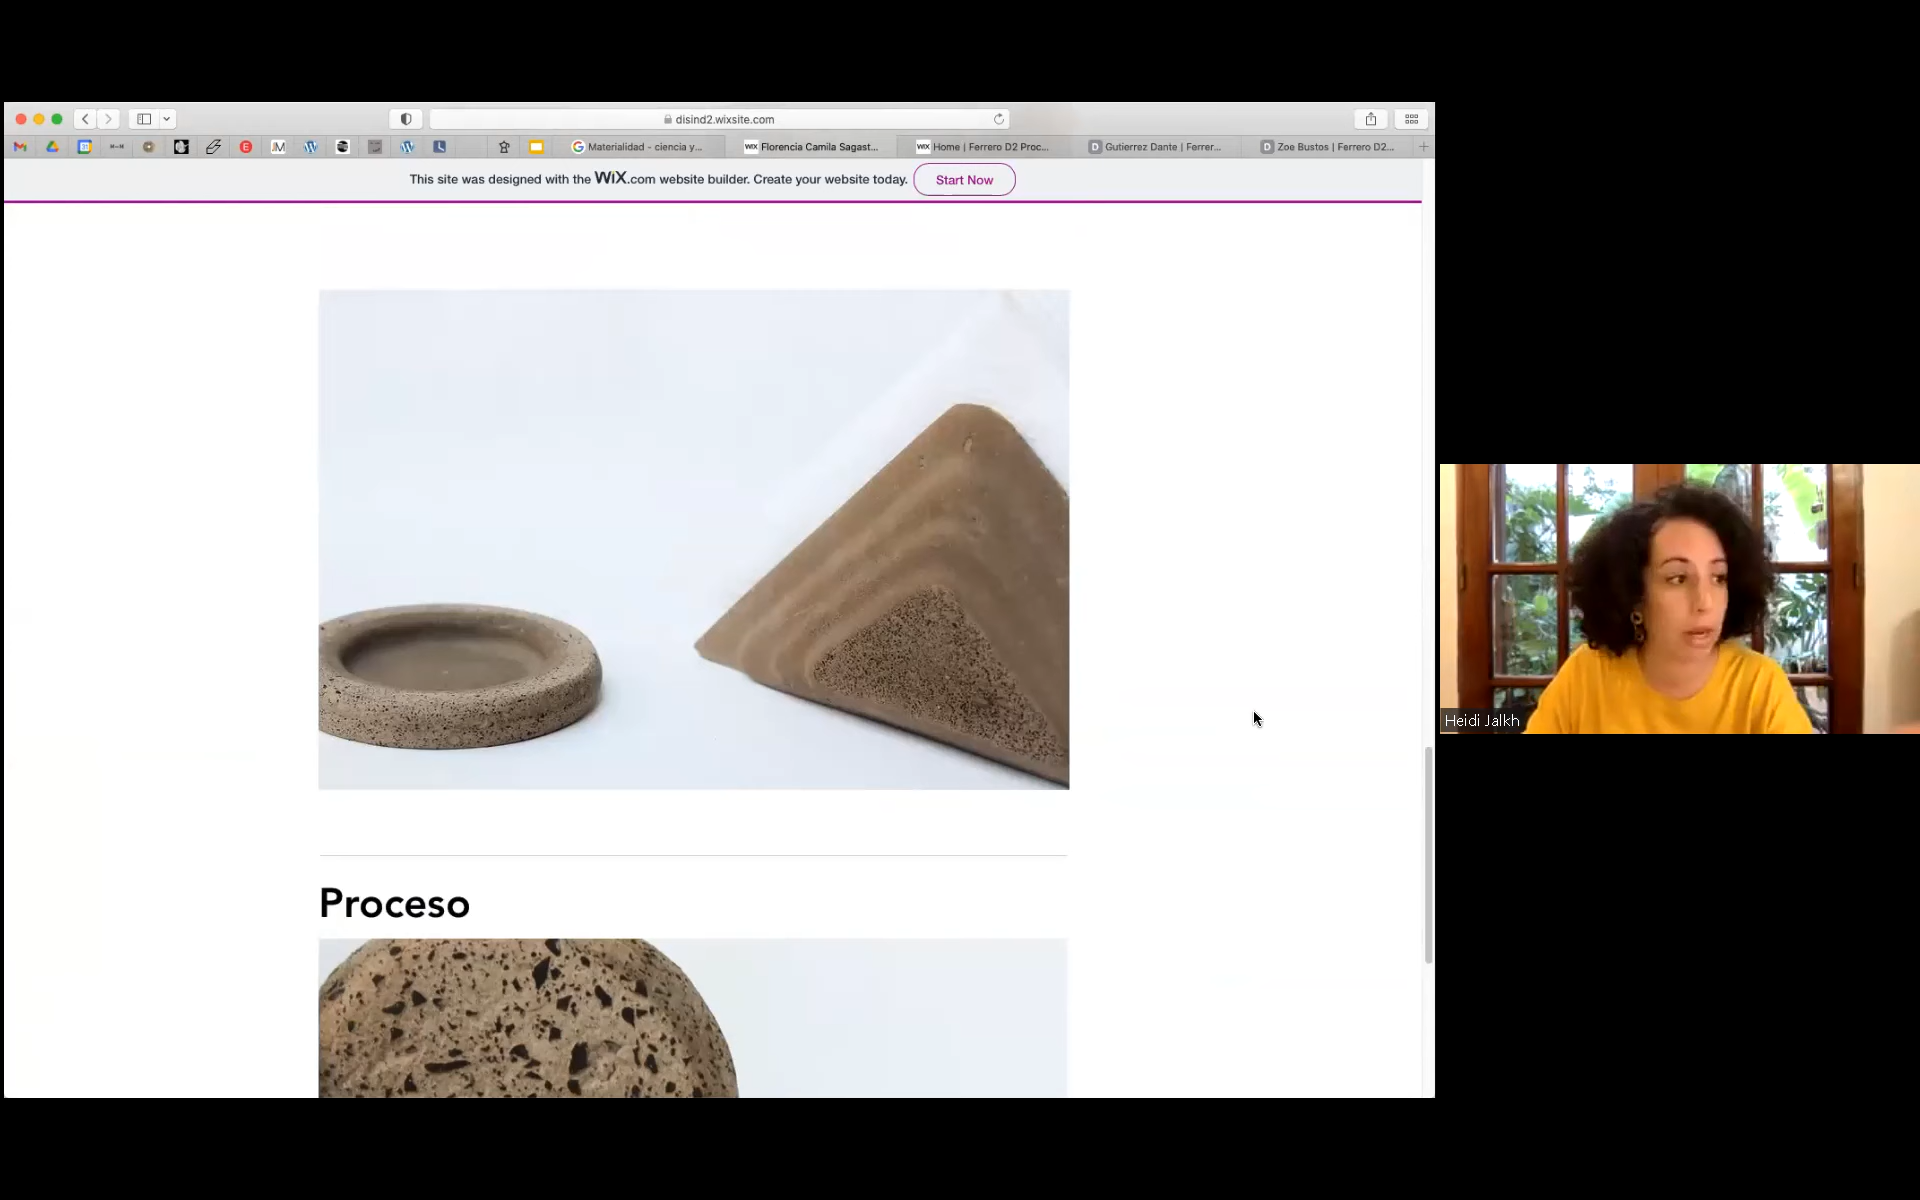 disind2.wixsite.com
Materialidad - ciencia y...
WIX Florencia Camila Sagast...
WIX Home | Ferrero D2 Proc...
D Gutierrez Dante | Ferrer...
D Zoe Bustos | Ferrero D2...
This site was designed with the WiX.com website builder. Create your website today. Start Now
Proceso
Heidi Jalkh